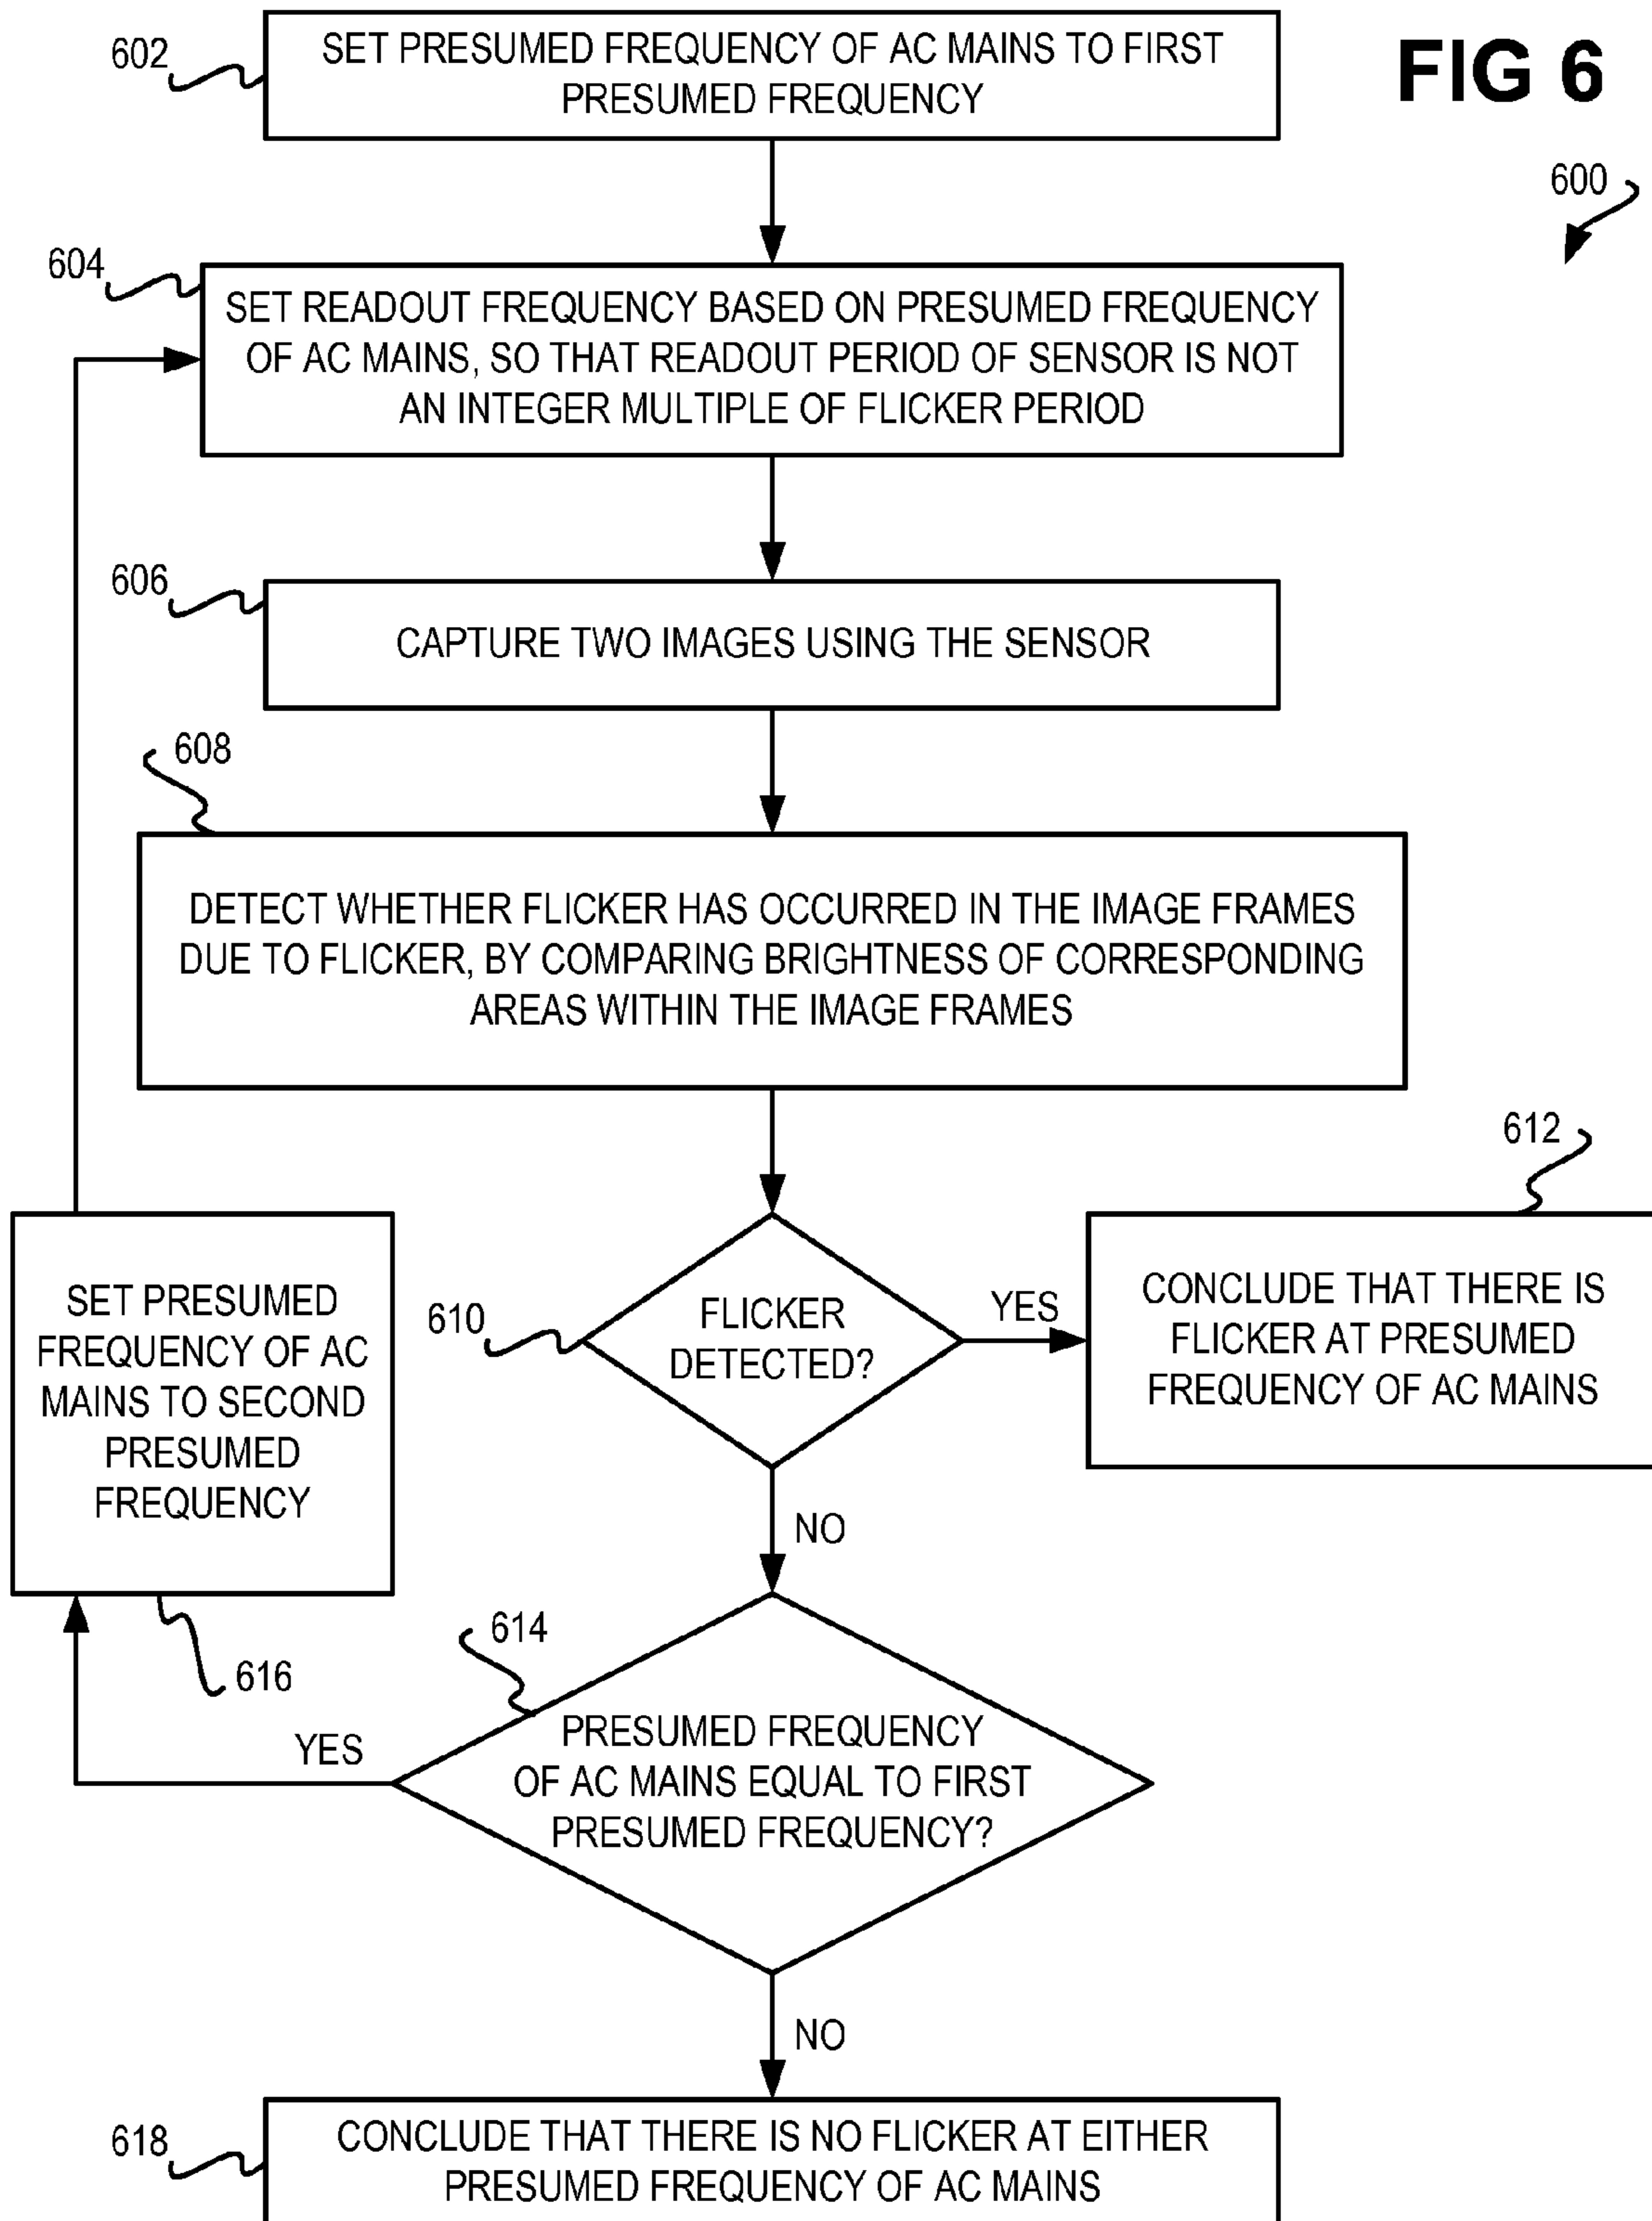 FIG 6
600
602
SET PRESUMED FREQUENCY OF AC MAINS TO FIRST
PRESUMED FREQUENCY
604
SET READOUT FREQUENCY BASED ON PRESUMED FREQUENCY
OF AC MAINS, SO THAT READOUT PERIOD OF SENSOR IS NOT
AN INTEGER MULTIPLE OF FLICKER PERIOD
606
CAPTURE TWO IMAGES USING THE SENSOR
608
DETECT WHETHER FLICKER HAS OCCURRED IN THE IMAGE FRAMES
DUE TO FLICKER, BY COMPARING BRIGHTNESS OF CORRESPONDING
AREAS WITHIN THE IMAGE FRAMES
610
FLICKER
DETECTED?
YES
612
CONCLUDE THAT THERE IS
FLICKER AT PRESUMED
FREQUENCY OF AC MAINS
NO
614
PRESUMED FREQUENCY
OF AC MAINS EQUAL TO FIRST
PRESUMED FREQUENCY?
YES
616
SET PRESUMED
FREQUENCY OF AC
MAINS TO SECOND
PRESUMED
FREQUENCY
NO
618
CONCLUDE THAT THERE IS NO FLICKER AT EITHER
PRESUMED FREQUENCY OF AC MAINS